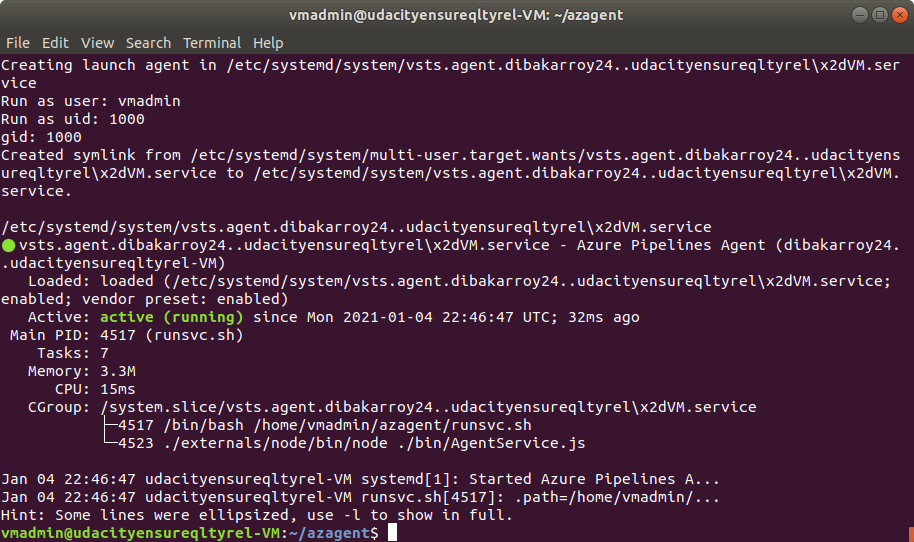 vmadmin@udacityensureqltyrel-VM: ~/azagent
File Edit View Search Terminal Help
Creating launch agent in /etc/systemd/system/vsts.agent.dibakarroy24..udacityensureqltyrel\x2dVM.ser
vice
Run as user: vmadmin
Run as uid: 1000
gid: 1000
Created symlink from /etc/systemd/system/multi-user.target.wants/vsts.agent.dibakarroy24..udacityens
ureqltyrel\x2dVM.service to /etc/systemd/system/vsts.agent.dibakarroy24..udacityensureqltyrel\x2dVM.
service.
/etc/systemd/system/vsts.agent.dibakarroy24..udacityensureqltyrel\x2dVM.service
● vsts.agent.dibakarroy24..udacityensureqltyrel\x2dVM.service - Azure Pipelines Agent (dibakarroy24.
.udacityensureqltyrel-VM)
Loaded: loaded (/etc/systemd/system/vsts.agent.dibakarroy24..udacityensureqltyrel\x2dVM.service;
enabled; vendor preset: enabled)
Active: active (running) since Mon 2021-01-04 22:46:47 UTC; 32ms ago
Main PID: 4517 (runsvc.sh)
Tasks: 7
Memory: 3.3M
CPU: 15ms
CGroup: /system.slice/vsts.agent.dibakarroy24..udacityensureqltyrel\x2dVM.service
├─4517 /bin/bash /home/vmadmin/azagent/runsvc.sh
└─4523 ./externals/node/bin/node ./bin/AgentService.js
Jan 04 22:46:47 udacityensureqltyrel-VM systemd[1]: Started Azure Pipelines A...
Jan 04 22:46:47 udacityensureqltyrel-VM runsvc.sh[4517]: .path=/home/vmadmin/...
Hint: Some lines were ellipsized, use -l to show in full.
vmadmin@udacityensureqltyrel-VM:~/azagent$